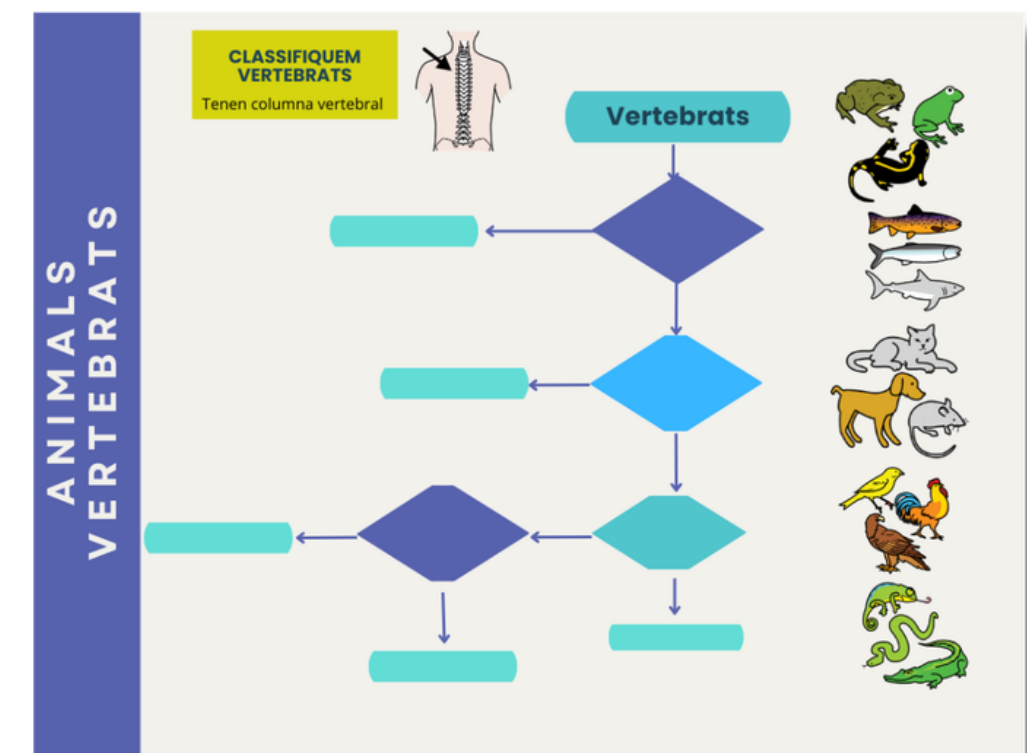 ANIMALS
VERTEBRATS
CLASSIFIQUEM
VERTEBRATS
Tenen columna vertebral
Vertebrats